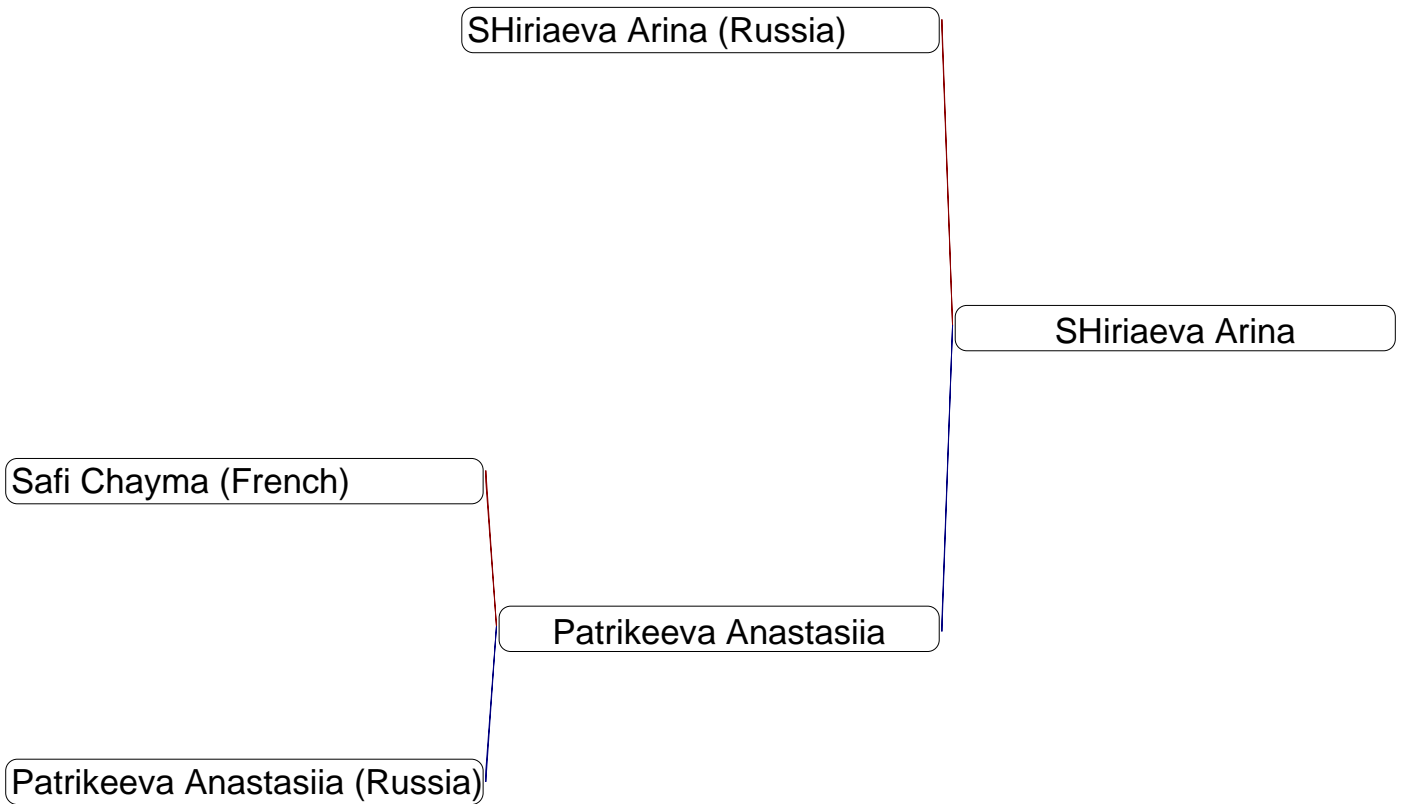 SHiriaeva Arina (Russia)
SHiriaeva Arina
Safi Chayma (French)
Patrikeeva Anastasiia
Patrikeeva Anastasiia (Russia)